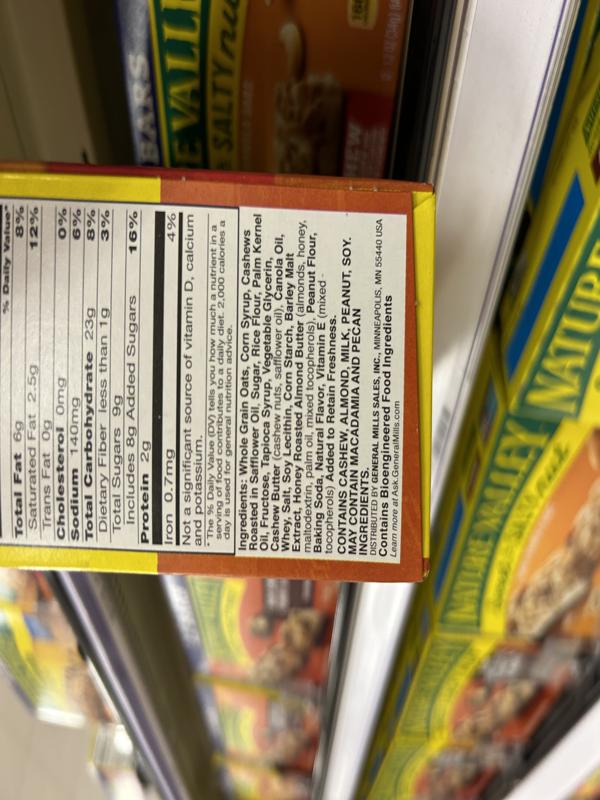 % Daily Value*
Total Fat 6g 8%
Saturated Fat 2.5g 12%
Trans Fat 0g
Cholesterol 0mg 0%
Sodium 140mg 6%
Total Carbohydrate 23g 8%
Dietary Fiber less than 1g 3%
Total Sugars 9g
Includes 8g Added Sugars 16%
Protein 2g
Iron 0.7mg 4%
Not a significant source of vitamin D, calcium
and potassium.
* The % Daily Value (DV) tells you how much a nutrient in a
serving of food contributes to a daily diet. 2,000 calories a
day is used for general nutrition advice.
Ingredients: Whole Grain Oats, Corn Syrup, Cashews
Roasted in Safflower Oil, Sugar, Rice Flour, Palm Kernel
Oil, Fructose, Tapioca Syrup, Vegetable Glycerin,
Cashew Butter (cashew nuts, safflower oil), Canola Oil,
Whey, Salt, Soy Lecithin, Corn Starch, Barley Malt
Extract, Honey Roasted Almond Butter (almonds, honey,
maltodextrin, palm oil, mixed tocopherols), Peanut Flour,
Baking Soda, Natural Flavor, Vitamin E (mixed
tocopherols) Added to Retain Freshness.
CONTAINS CASHEW, ALMOND, MILK, PEANUT, SOY.
MAY CONTAIN MACADAMIA AND PECAN
INGREDIENTS.
DISTRIBUTED BY GENERAL MILLS SALES, INC., MINNEAPOLIS, MN 55440 USA
Contains Bioengineered Food Ingredients
Learn more at Ask.GeneralMills.com
BARS
E VALL
SALTY nu
NATURE
NATURE VALLEY